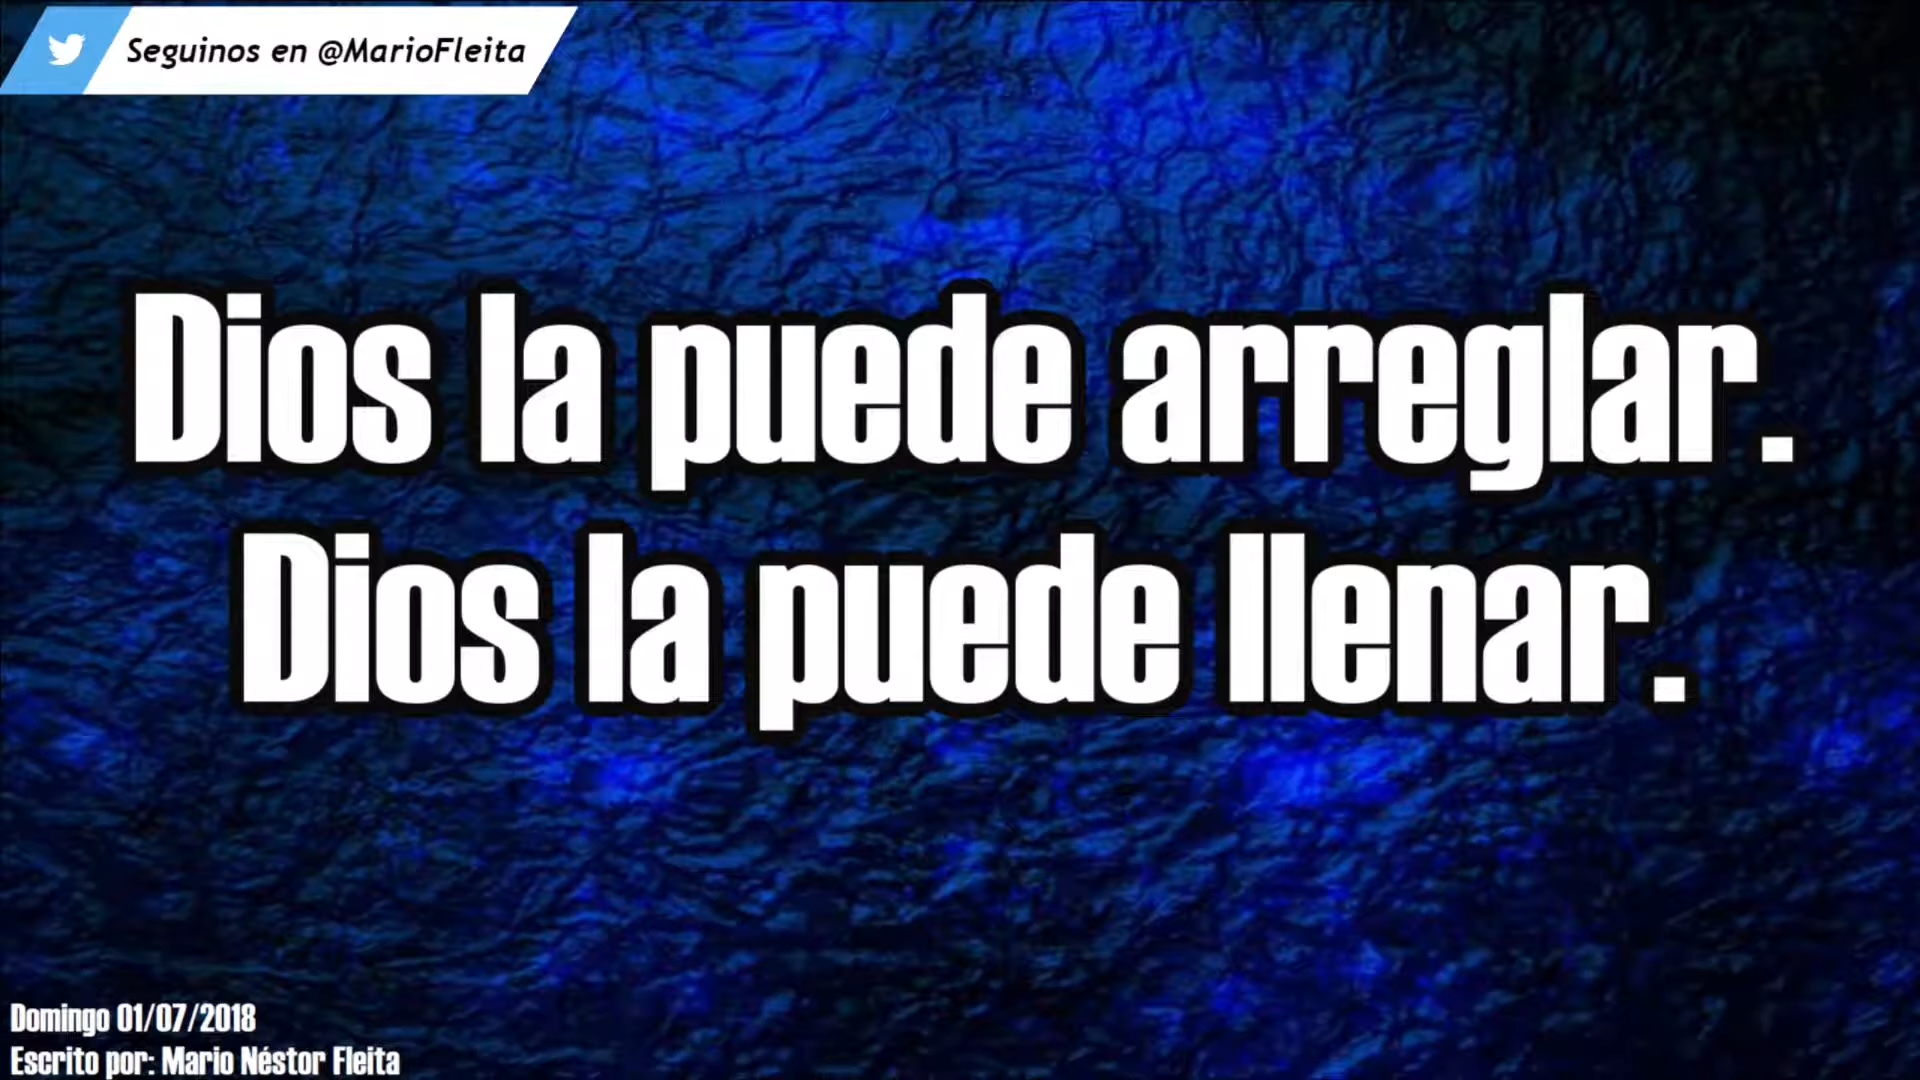 Seguinos en @MarioFleita
Dios la puede arreglar.
Dios la puede llenar.
Domingo 01/07/2018
Escrito por: Mario Néstor Fleita